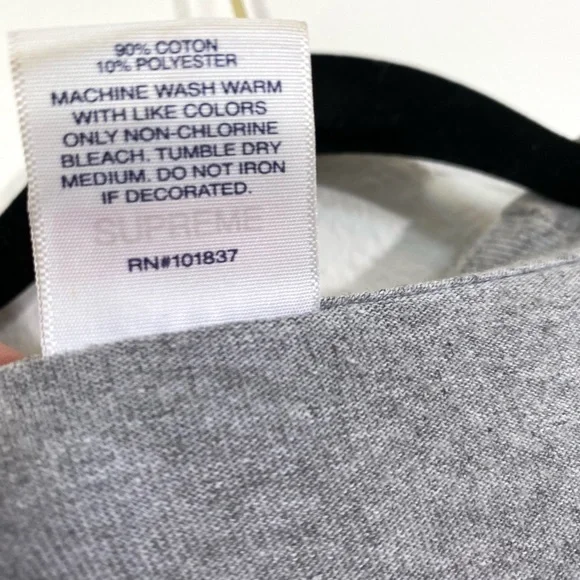 90% COTON
10% POLYESTER
MACHINE WASH WARM
WITH LIKE COLORS
ONLY NON-CHLORINE
BLEACH. TUMBLE DRY
MEDIUM. DO NOT IRON
IF DECORATED.
SUPREME
RN#101837